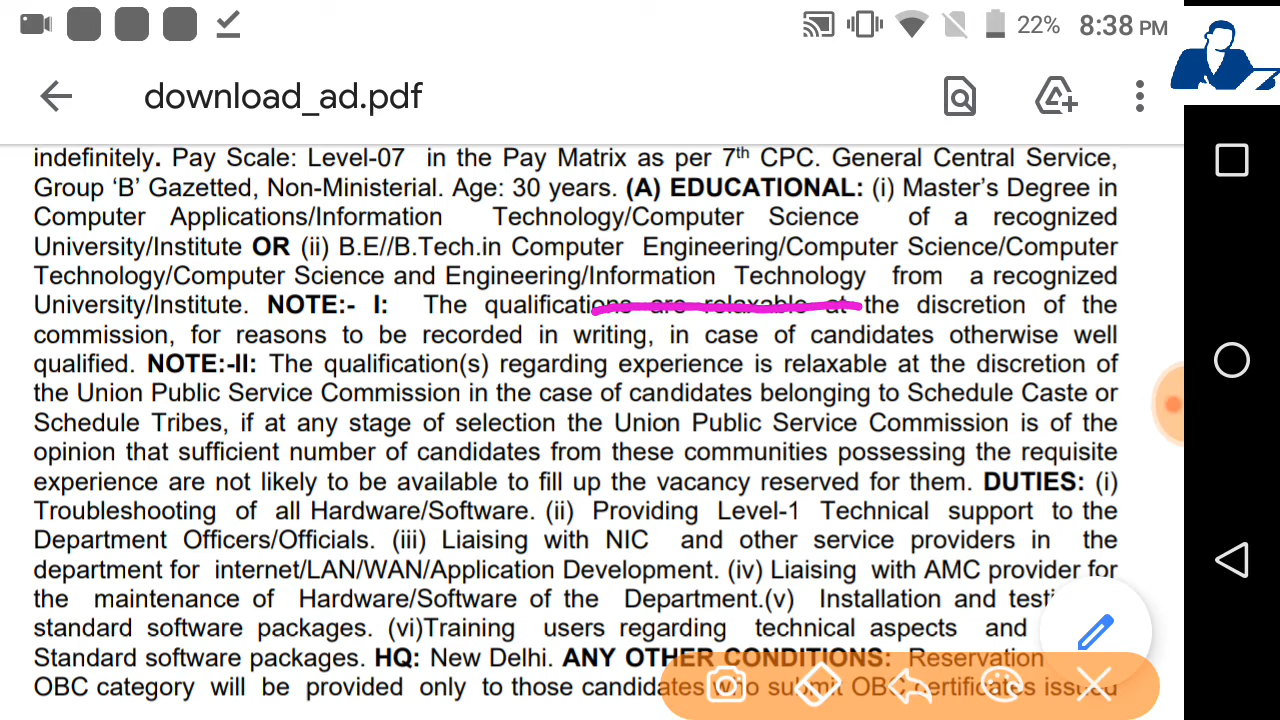 22% 8:38 PM
download_ad.pdf
indefinitely. Pay Scale: Level-07 in the Pay Matrix as per 7th CPC. General Central Service,
Group ‘B’ Gazetted, Non-Ministerial. Age: 30 years. (A) EDUCATIONAL: (i) Master’s Degree in
Computer Applications/Information Technology/Computer Science of a recognized
University/Institute OR (ii) B.E//B.Tech.in Computer Engineering/Computer Science/Computer
Technology/Computer Science and Engineering/Information Technology from a recognized
University/Institute. NOTE:- I: The qualifications are relaxable at the discretion of the
commission, for reasons to be recorded in writing, in case of candidates otherwise well
qualified. NOTE:-II: The qualification(s) regarding experience is relaxable at the discretion of
the Union Public Service Commission in the case of candidates belonging to Schedule Caste or
Schedule Tribes, if at any stage of selection the Union Public Service Commission is of the
opinion that sufficient number of candidates from these communities possessing the requisite
experience are not likely to be available to fill up the vacancy reserved for them. DUTIES: (i)
Troubleshooting of all Hardware/Software. (ii) Providing Level-1 Technical support to the
Department Officers/Officials. (iii) Liaising with NIC and other service providers in the
department for internet/LAN/WAN/Application Development. (iv) Liaising with AMC provider for
the maintenance of Hardware/Software of the Department.(v) Installation and
standard software packages. (vi)Training users regarding technical aspects and
Standard software packages. HQ: New Delhi. ANY OTHER CONDITIONS: Reservation
OBC category will be provided only to those candidates who submit OBC certificates issued